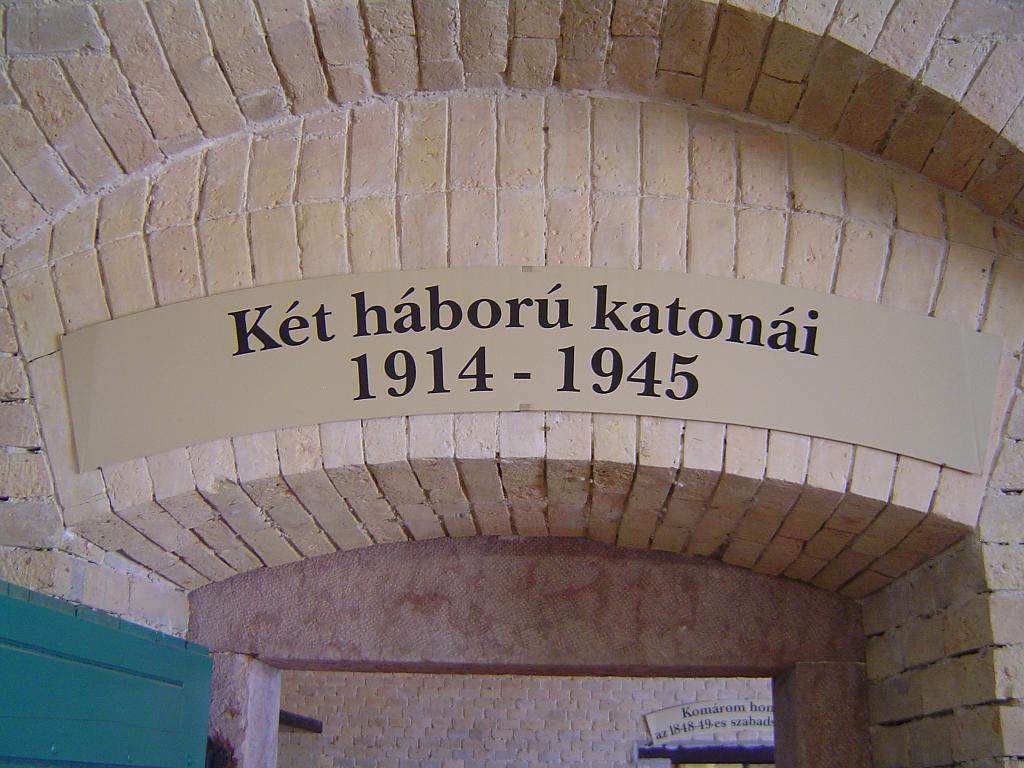 Két háború katonái
1914 - 1945
Komárom hon
az 1848-49-es szabads